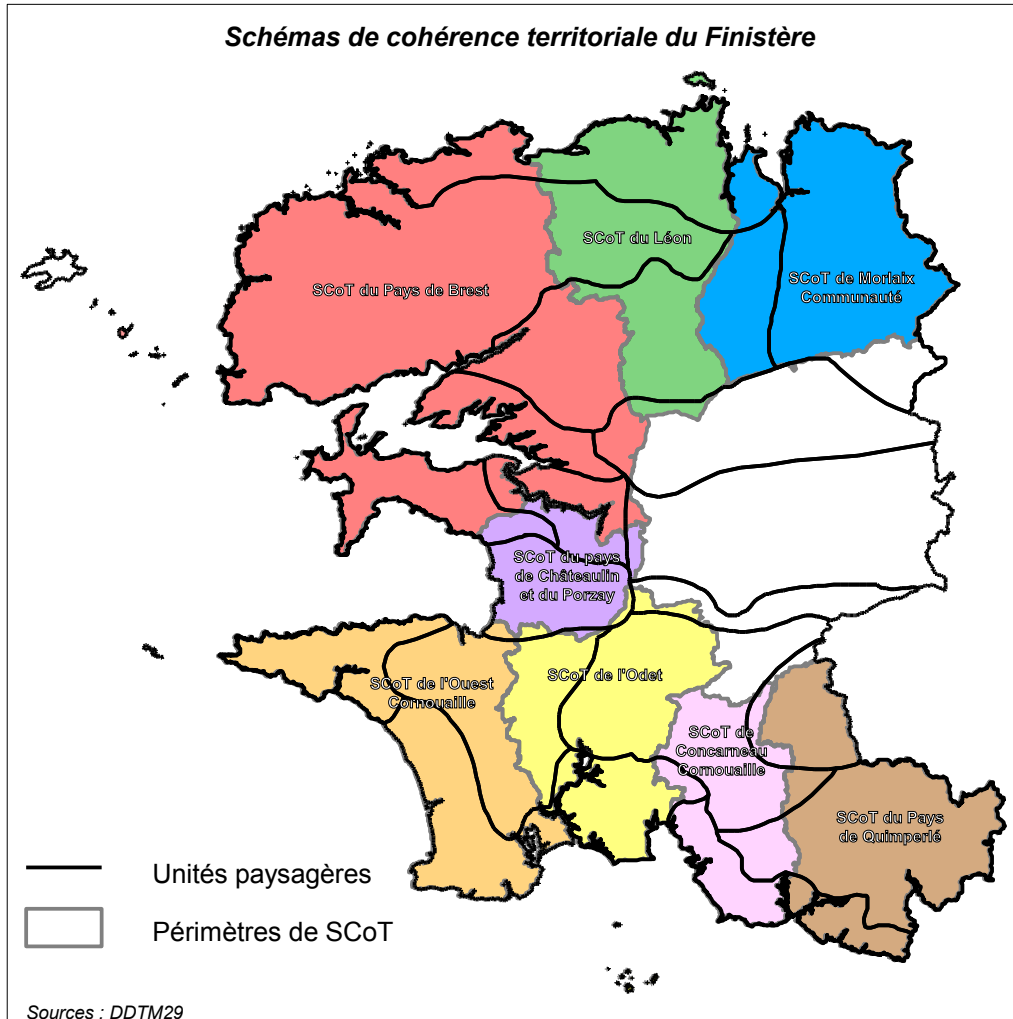 Schémas de cohérence territoriale du Finistère
SCoT du Léon
SCoT de Morlaix
Communauté
SCoT du Pays de Brest
SCoT du pays
de Châteaulin
et du Porzay
SCoT de l'Ouest
Cornouaille
SCoT de l'Odet
SCoT de
Concarneau
Cornouaille
SCoT du Pays
de Quimperlé
Unités paysagères
Périmètres de SCoT
Sources : DDTM29